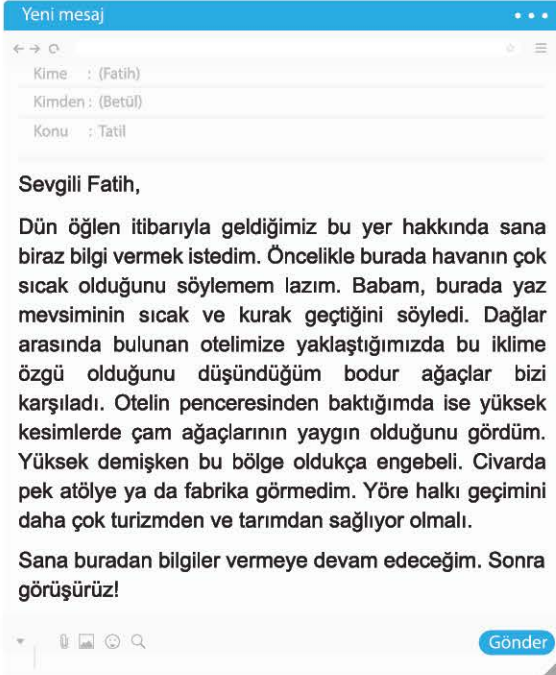 Yeni mesaj
Kime : (Fatih)
Kimden : (Betül)
Konu : Tatil
Sevgili Fatih,
Dün öğlen itibarıyla geldiğimiz bu yer hakkında sana
biraz bilgi vermek istedim. Öncelikle burada havanın çok
sıcak olduğunu söylemem lazım. Babam, burada yaz
mevsiminin sıcak ve kurak geçtiğini söyledi. Dağlar
arasında bulunan otelimize yaklaştığımızda bu iklime
özgü olduğunu düşündüğüm bodur ağaçlar bizi
karşıladı. Otelin penceresinden baktığımda ise yüksek
kesimlerde çam ağaçlarının yaygın olduğunu gördüm.
Yüksek demişken bu bölge oldukça engebeli. Civarda
pek atölye ya da fabrika görmedim. Yöre halkı geçimini
daha çok turizmden ve tarımdan sağlıyor olmalı.
Sana buradan bilgiler vermeye devam edeceğim. Sonra
görüşürüz!
Gönder